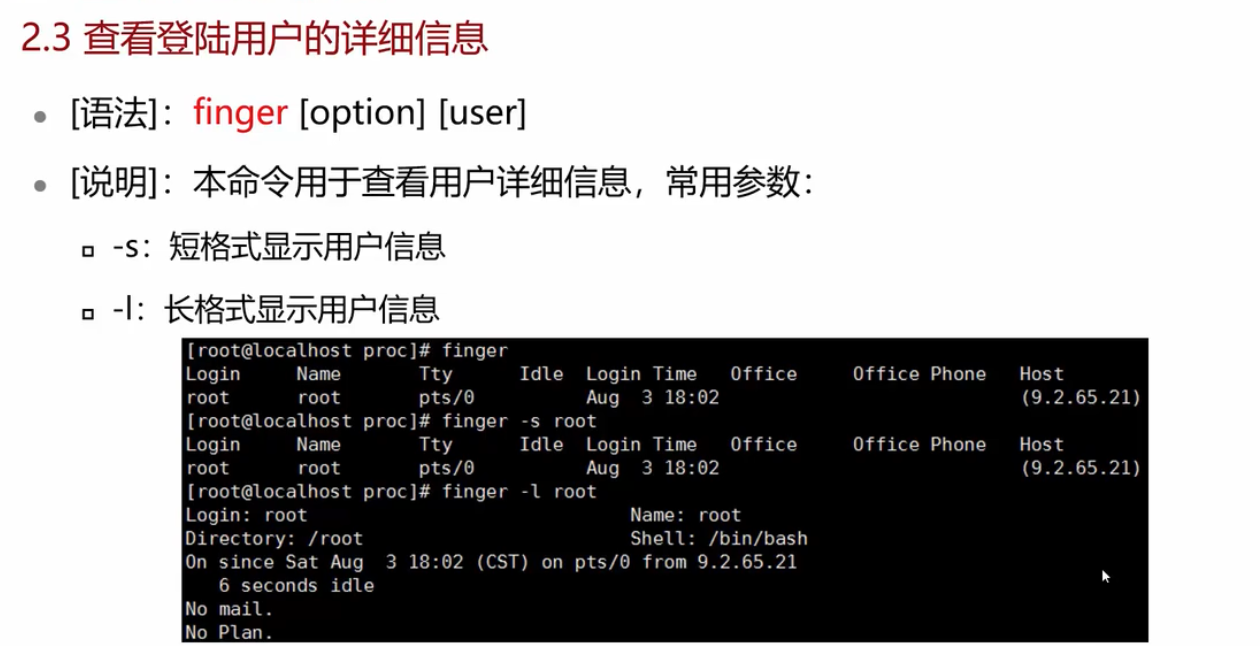 2.3 查看登陆用户的详细信息
[语法]：finger [option] [user]
[说明]：本命令用于查看用户详细信息，常用参数：
-s：短格式显示用户信息
-l：长格式显示用户信息
[root@localhost proc]# finger
Login     Name       Tty      Idle  Login Time   Office     Office Phone   Host
root      root       pts/0          Aug  3 18:02                           (9.2.65.21)
[root@localhost proc]# finger -s root
Login     Name       Tty      Idle  Login Time   Office     Office Phone   Host
root      root       pts/0          Aug  3 18:02                           (9.2.65.21)
[root@localhost proc]# finger -l root
Login: root                             Name: root
Directory: /root                        Shell: /bin/bash
On since Sat Aug  3 18:02 (CST) on pts/0 from 9.2.65.21
   6 seconds idle
No mail.
No Plan.